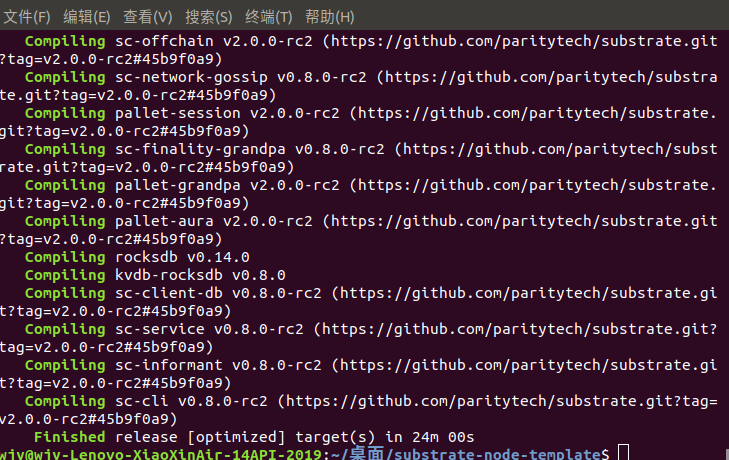 文件(F) 编辑(E) 查看(V) 搜索(S) 终端(T) 帮助(H)
Compiling sc-offchain v2.0.0-rc2 (https://github.com/paritytech/substrate.git
?tag=v2.0.0-rc2#45b9f0a9)
Compiling sc-network-gossip v0.8.0-rc2 (https://github.com/paritytech/substra
te.git?tag=v2.0.0-rc2#45b9f0a9)
Compiling pallet-session v2.0.0-rc2 (https://github.com/paritytech/substrate.
git?tag=v2.0.0-rc2#45b9f0a9)
Compiling sc-finality-grandpa v0.8.0-rc2 (https://github.com/paritytech/subst
rate.git?tag=v2.0.0-rc2#45b9f0a9)
Compiling pallet-grandpa v2.0.0-rc2 (https://github.com/paritytech/substrate.
git?tag=v2.0.0-rc2#45b9f0a9)
Compiling pallet-aura v2.0.0-rc2 (https://github.com/paritytech/substrate.git
?tag=v2.0.0-rc2#45b9f0a9)
Compiling rocksdb v0.14.0
Compiling kvdb-rocksdb v0.8.0
Compiling sc-client-db v0.8.0-rc2 (https://github.com/paritytech/substrate.gi
t?tag=v2.0.0-rc2#45b9f0a9)
Compiling sc-service v0.8.0-rc2 (https://github.com/paritytech/substrate.git?
tag=v2.0.0-rc2#45b9f0a9)
Compiling sc-informant v0.8.0-rc2 (https://github.com/paritytech/substrate.gi
t?tag=v2.0.0-rc2#45b9f0a9)
Compiling sc-cli v0.8.0-rc2 (https://github.com/paritytech/substrate.git?tag=
v2.0.0-rc2#45b9f0a9)
Finished release [optimized] target(s) in 24m 00s
wjy@wjy-Lenovo-XiaoXinAir-14API-2019:~/桌面/substrate-node-template$